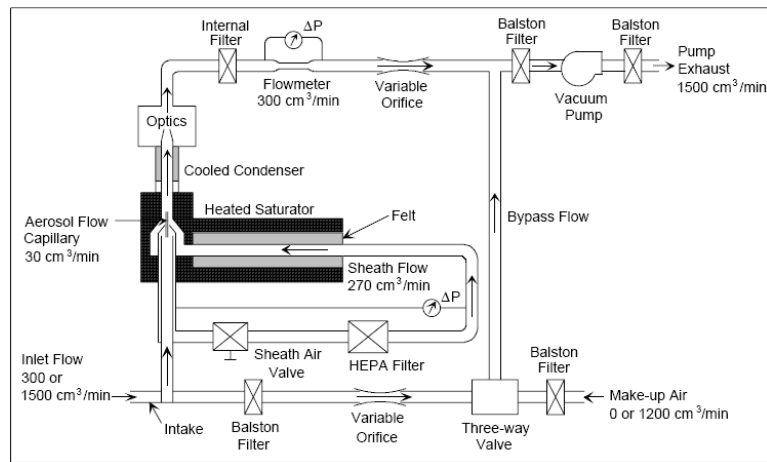 Internal
Filter
ΔP
Flowmeter
300 cm³/min
Variable
Orifice
Balston
Filter
Vacuum
Pump
Balston
Filter
Pump
Exhaust
1500 cm³/min
Optics
Cooled Condenser
Aerosol Flow
Capillary
30 cm³/min
Heated Saturator
Felt
Bypass Flow
Sheath Flow
270 cm³/min
ΔP
Sheath Air
Valve
HEPA Filter
Inlet Flow
300 or
1500 cm³/min
Intake
Balston
Filter
Variable
Orifice
Three-way
Valve
Balston
Filter
Make-up Air
0 or 1200 cm³/min